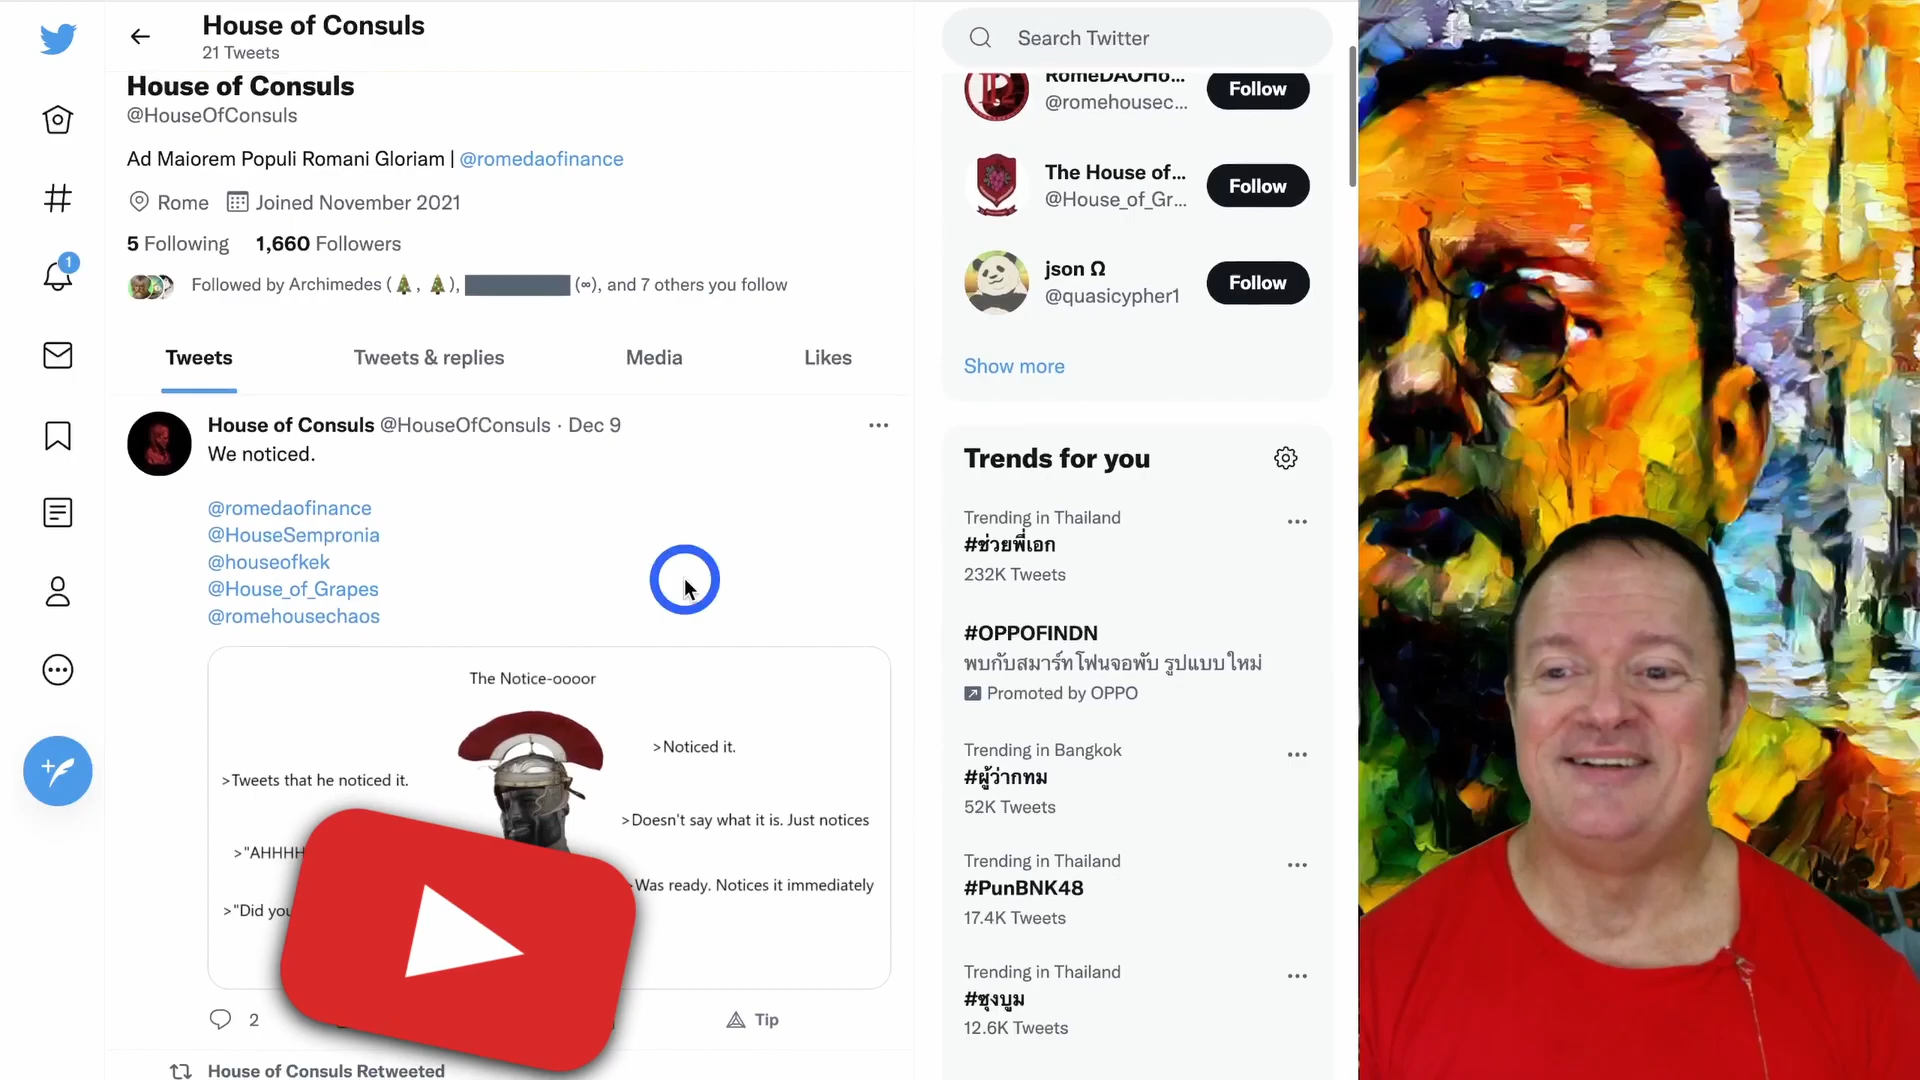 House of Consuls
21 Tweets
House of Consuls
@HouseOfConsuls
Ad Maiorem Populi Romani Gloriam | @romedaofinance
Rome Joined November 2021
5 Following 1,660 Followers
Followed by Archimedes (🌲, 🌲), (∞), and 7 others you follow
Tweets Tweets & replies Media Likes
House of Consuls @HouseOfConsuls · Dec 9
We noticed.
@romedaofinance
@HouseSempronia
@houseofkek
@House_of_Grapes
@romehousechaos
The Notice-oooor
>Noticed it.
>Tweets that he noticed it.
>Doesn't say what it is. Just notices
>"AHHHH
>Was ready. Notices it immediately
>"Did you
2
Tip
House of Consuls Retweeted
1
Search Twitter
RomeDAOHo...
@romehousec...
Follow
The House of...
@House_of_Gr...
Follow
json Ω
@quasicypher1
Follow
Show more
Trends for you
Trending in Thailand
#ช่วยพี่เอก
232K Tweets
#OPPOFINDN
พบกับสมาร์ทโฟนจอพับ รูปแบบใหม่
Promoted by OPPO
Trending in Bangkok
#ผู้ว่ากทม
52K Tweets
Trending in Thailand
#PunBNK48
17.4K Tweets
Trending in Thailand
#ซุงบูม
12.6K Tweets